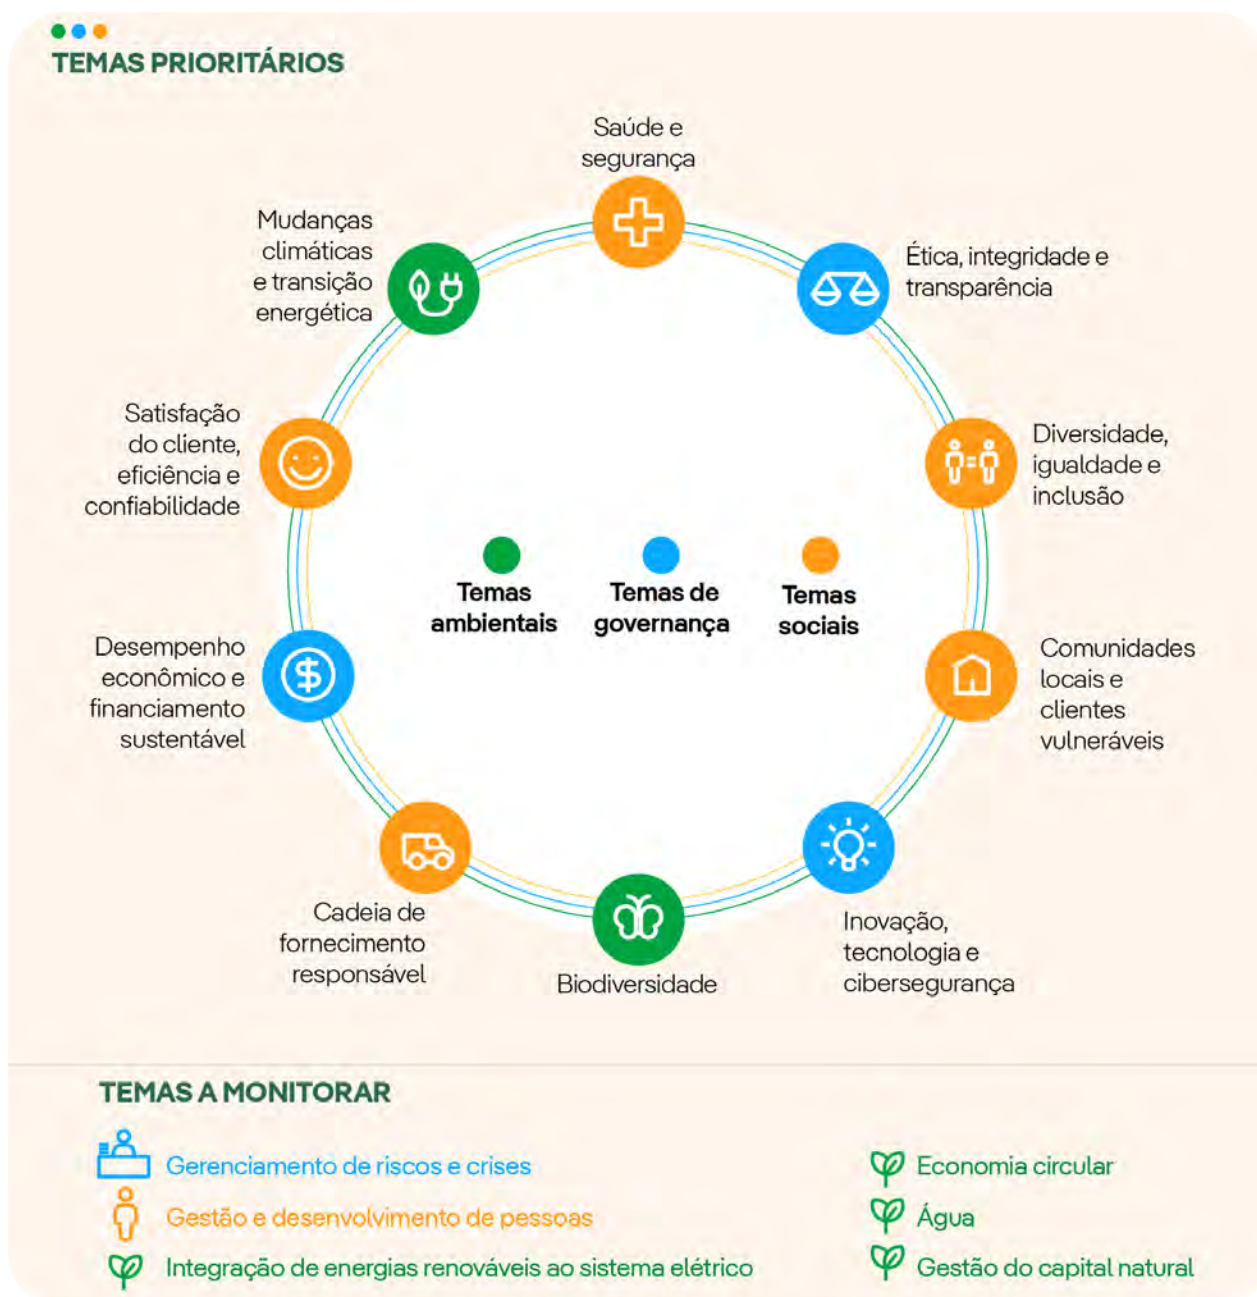 TEMAS PRIORITÁRIOS
Saúde e
segurança
Ética, integridade e
transparência
Diversidade,
igualdade e
inclusão
Comunidades
locais e
clientes
vulneráveis
Inovação,
tecnologia e
cibersegurança
Biodiversidade
Cadeia de
fornecimento
responsável
Desempenho
econômico e
financiamento
sustentável
Satisfação
do cliente,
eficiência e
confiabilidade
Mudanças
climáticas
e transição
energética
Temas
ambientais
Temas de
governança
Temas
sociais
TEMAS A MONITORAR
Gerenciamento de riscos e crises
Gestão e desenvolvimento de pessoas
Integração de energias renováveis ao sistema elétrico
Economia circular
Água
Gestão do capital natural